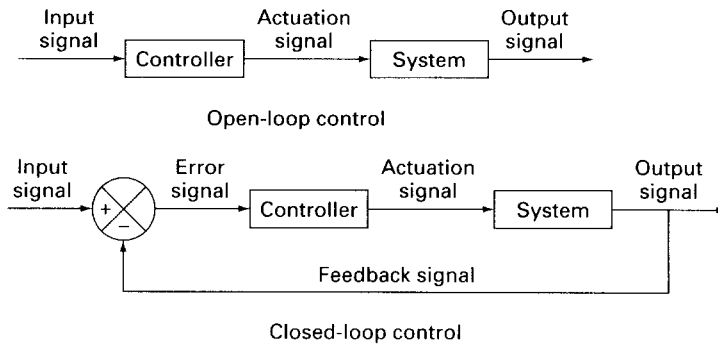 Input
signal
Actuation
signal
Output
signal
Controller
System
Open-loop control
Input
signal
Error
signal
Actuation
signal
Output
signal
+
−
Controller
System
Feedback signal
Closed-loop control